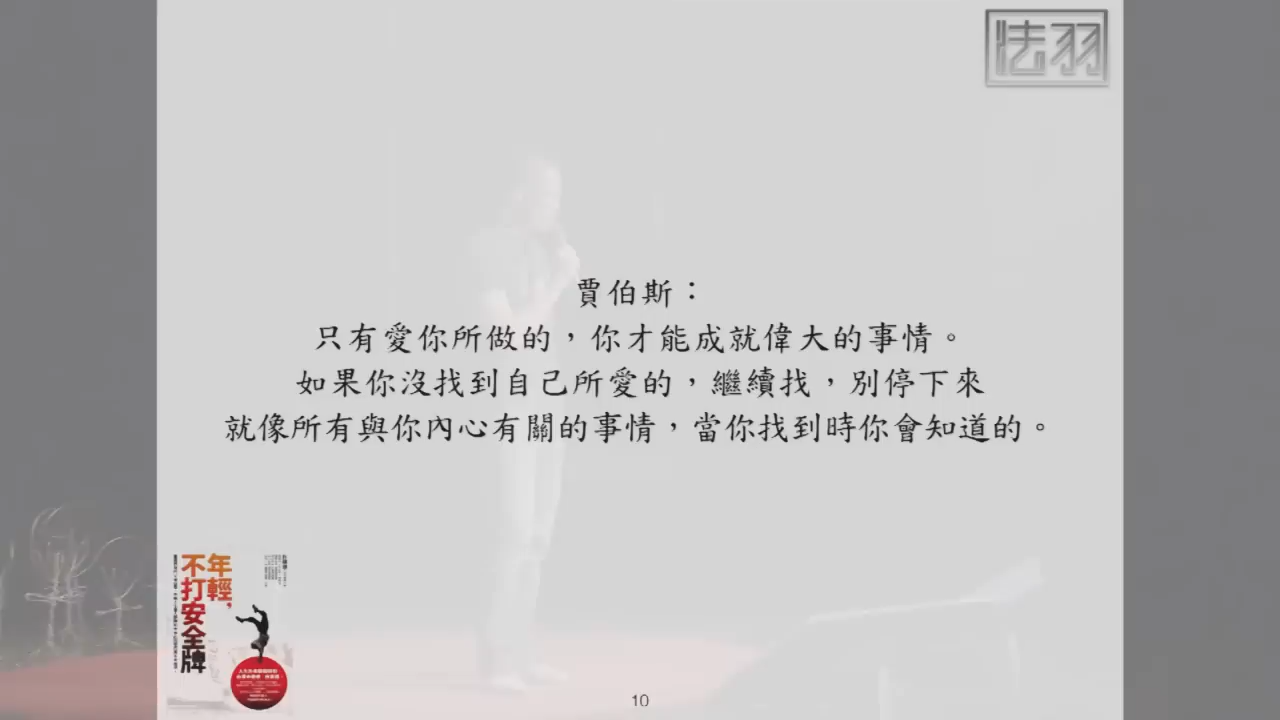 法羽
賈伯斯：
只有愛你所做的，你才能成就偉大的事情。
如果你沒找到自己所愛的，繼續找，別停下來
就像所有與你內心有關的事情，當你找到時你會知道的。
年輕，
不打安全牌
10